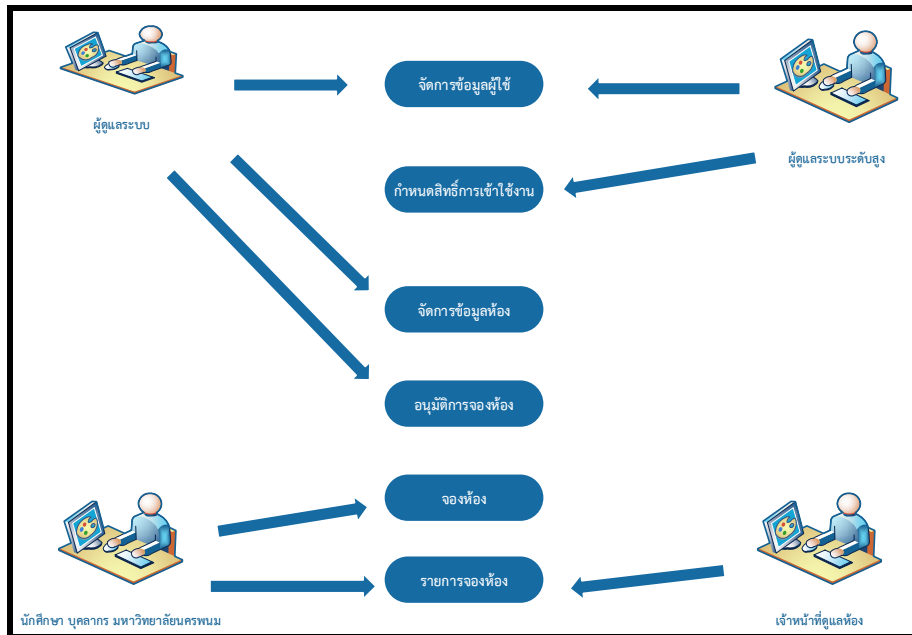 จัดการข้อมูลผู้ใช้
ผู้ดูแลระบบ
ผู้ดูแลระบบระดับสูง
กำหนดสิทธิ์การเข้าใช้งาน
จัดการข้อมูลห้อง
อนุมัติการจองห้อง
จองห้อง
รายการจองห้อง
นักศึกษา บุคลากร มหาวิทยาลัยนครพนม
เจ้าหน้าที่ดูแลห้อง